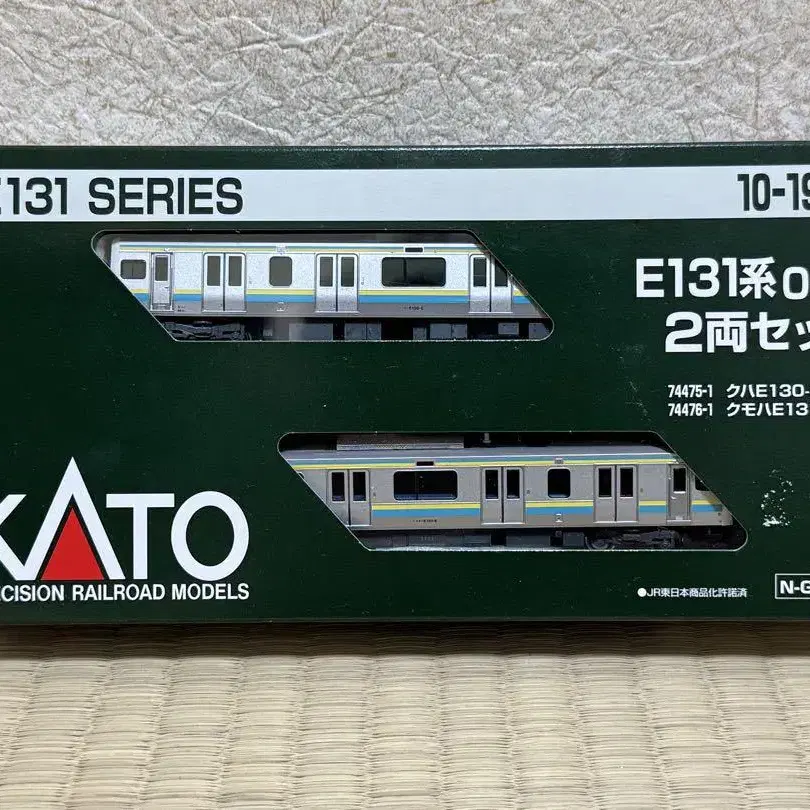 E131 SERIES
10-19
E131系0
2両セッ
74475-1 クハE130-
74476-1 クモハE13
KATO
CISION RAILROAD MODELS
●JR東日本商品化許諾済
N-G